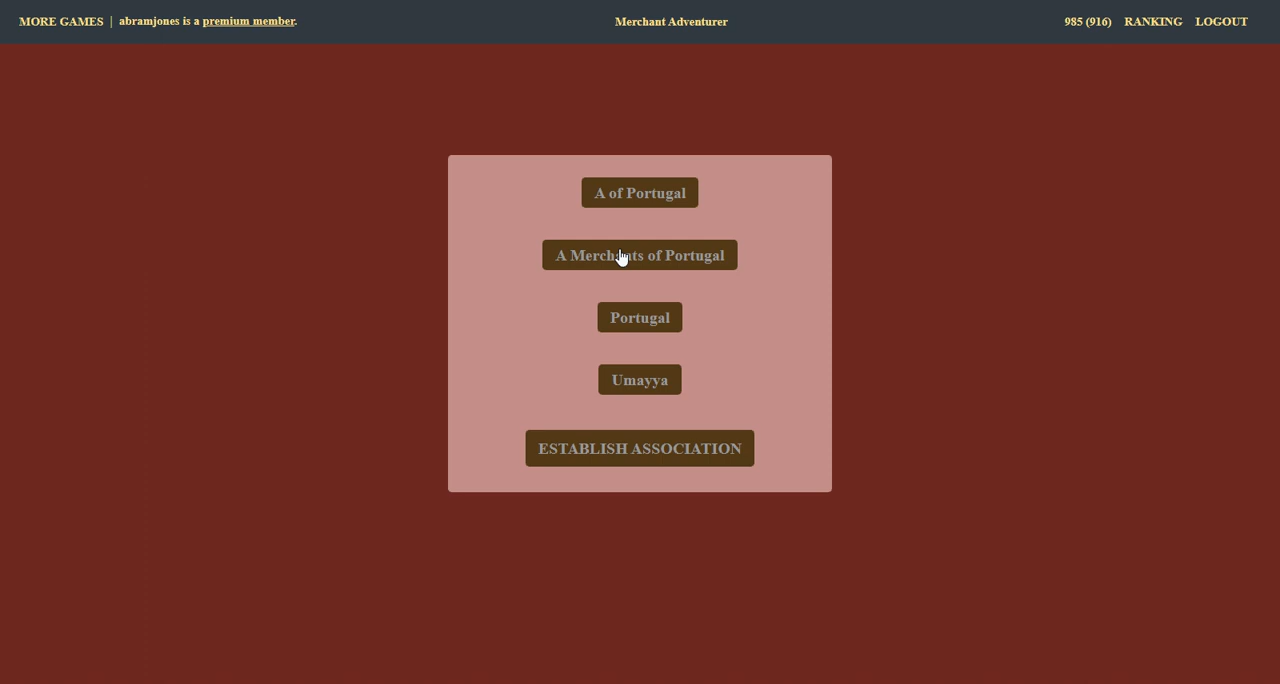 MORE GAMES | abramjones is a premium member. Merchant Adventurer 985 (916) RANKING LOGOUT
A of Portugal
A Merchants of Portugal
Portugal
Umayya
ESTABLISH ASSOCIATION